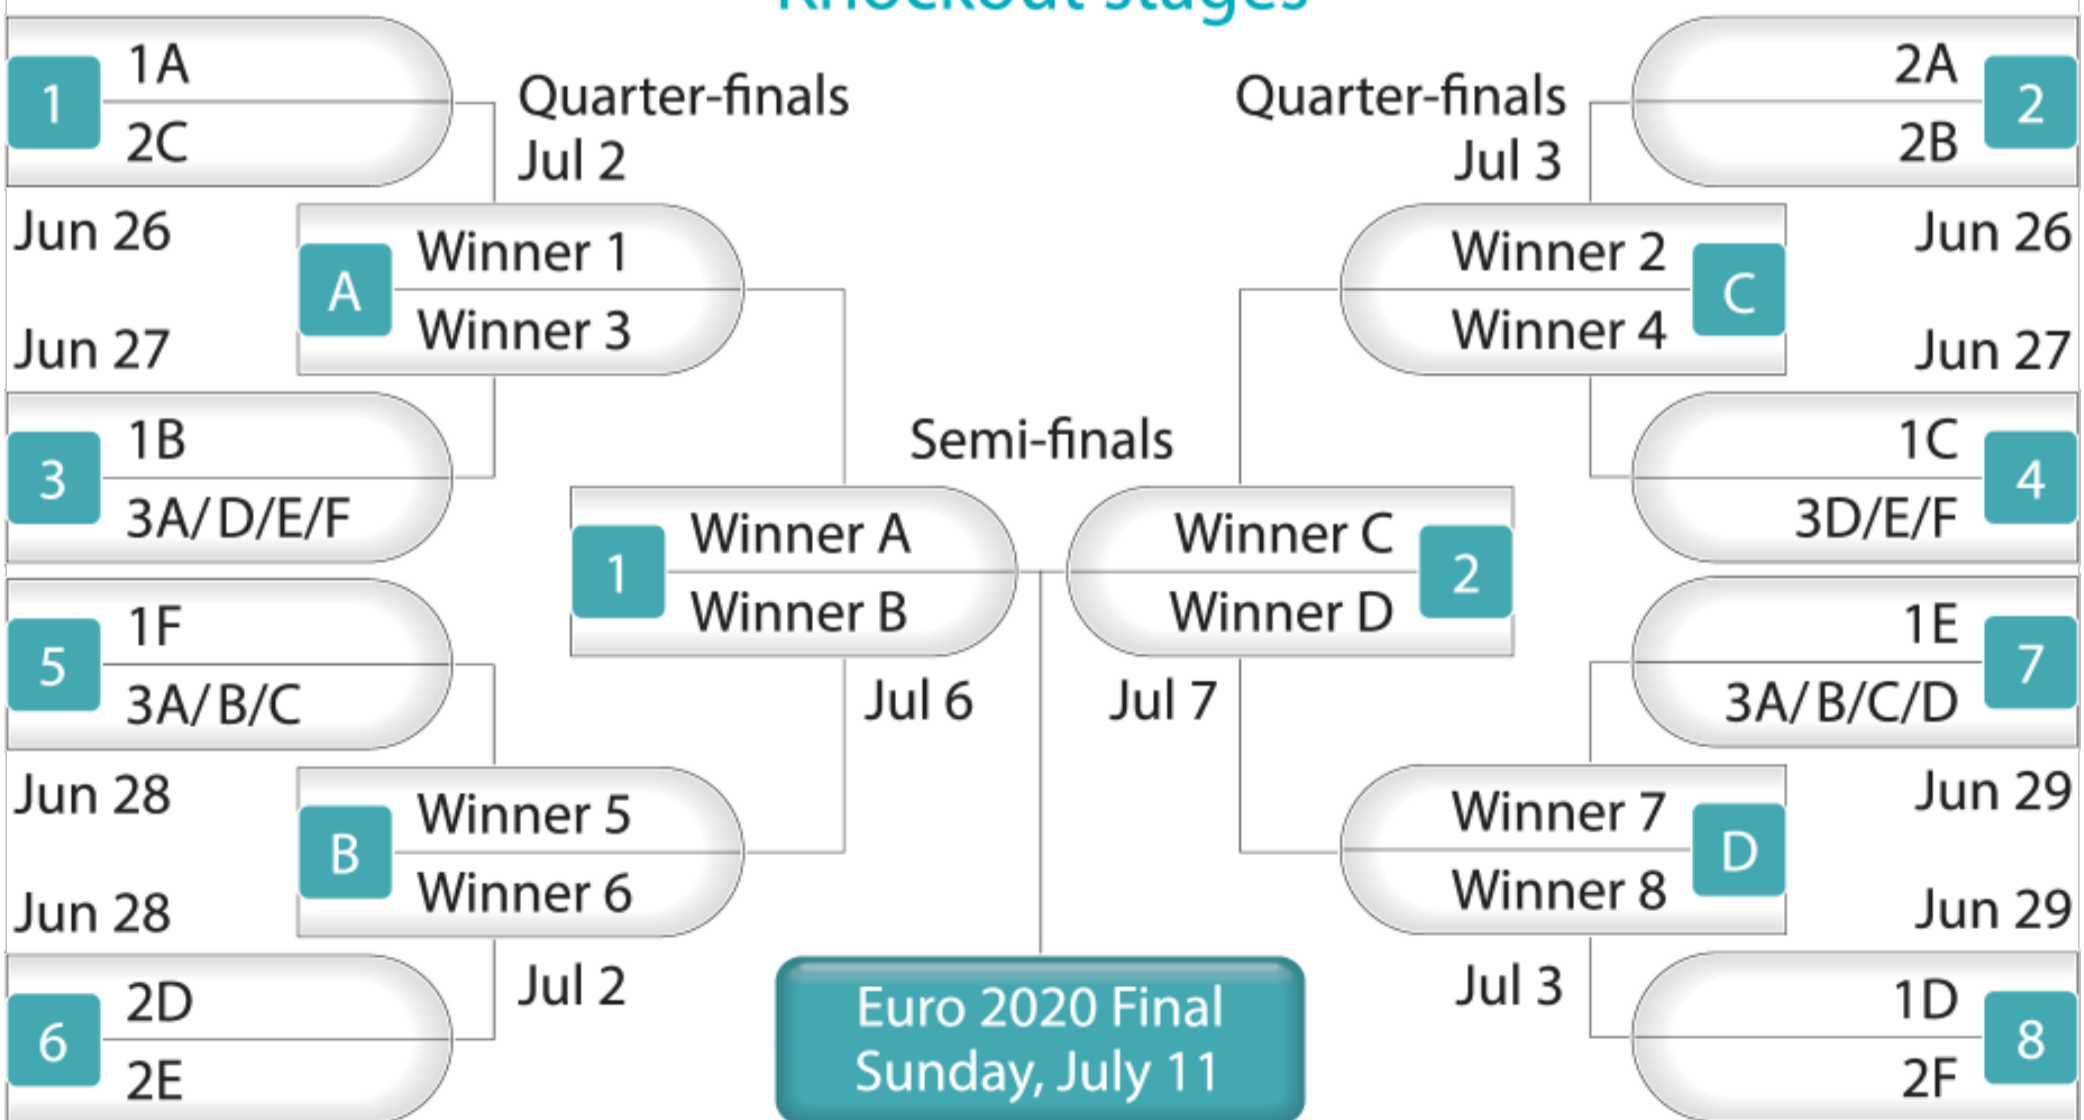 Knockout stages
1
1A
2C
Jun 26
Quarter-finals
Jul 2
A
Winner 1
Winner 3
Jun 27
3
1B
3A/D/E/F
5
1F
3A/B/C
Jun 28
B
Winner 5
Winner 6
Jun 28
Jul 2
6
2D
2E
Semi-finals
1
Winner A
Winner B
Jul 6
Winner C
Winner D
2
Jul 7
Euro 2020 Final
Sunday, July 11
Quarter-finals
Jul 3
2A
2B
2
Jun 26
Winner 2
Winner 4
C
Jun 27
1C
3D/E/F
4
1E
3A/B/C/D
7
Jun 29
Winner 7
Winner 8
D
Jun 29
Jul 3
1D
2F
8